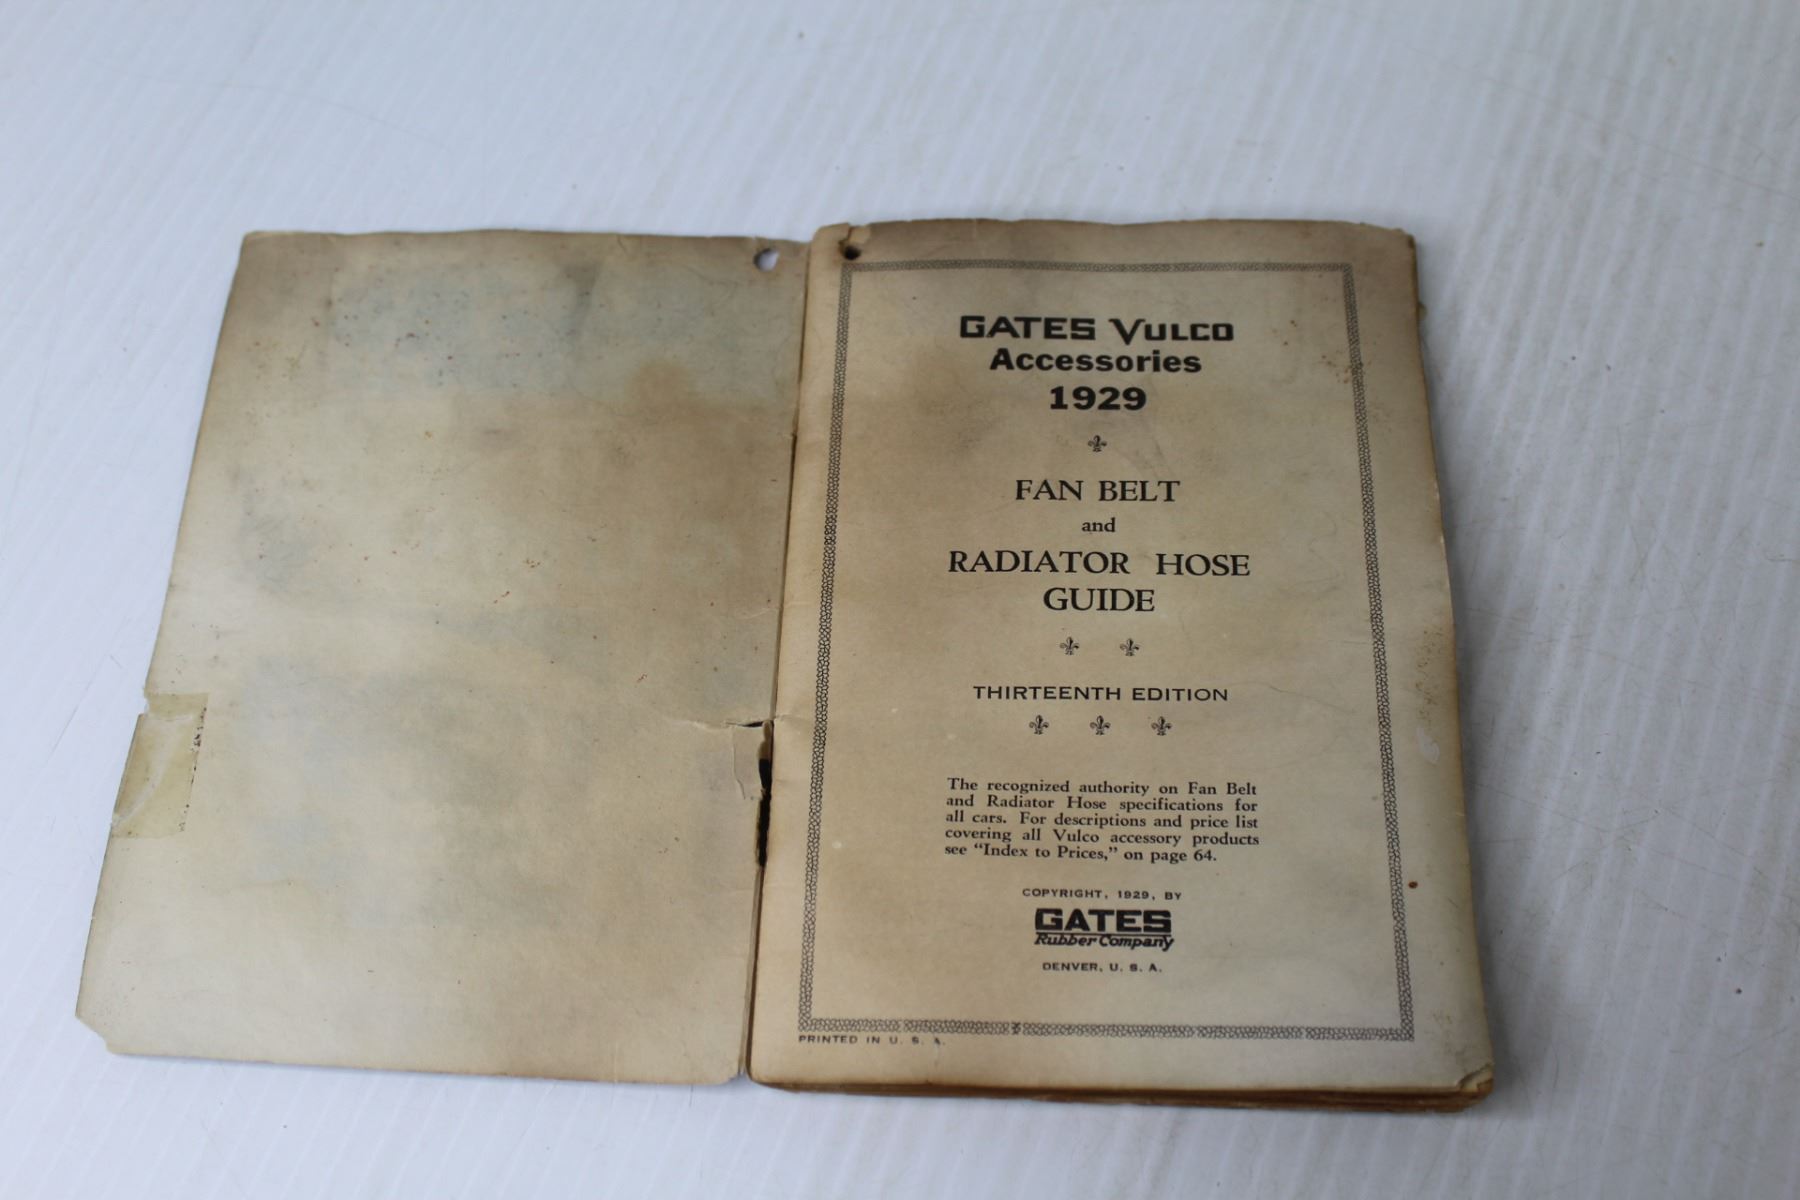 GATES VULCO
Accessories
1929
FAN BELT
and
RADIATOR HOSE
GUIDE
THIRTEENTH EDITION
The recognized authority on Fan Belt
and Radiator Hose specifications for
all cars. For descriptions and price list
covering all Vulco accessory products
see "Index to Prices," on page 64.
COPYRIGHT, 1929, BY
GATES
Rubber Company
DENVER, U. S. A.
PRINTED IN U. S. A.